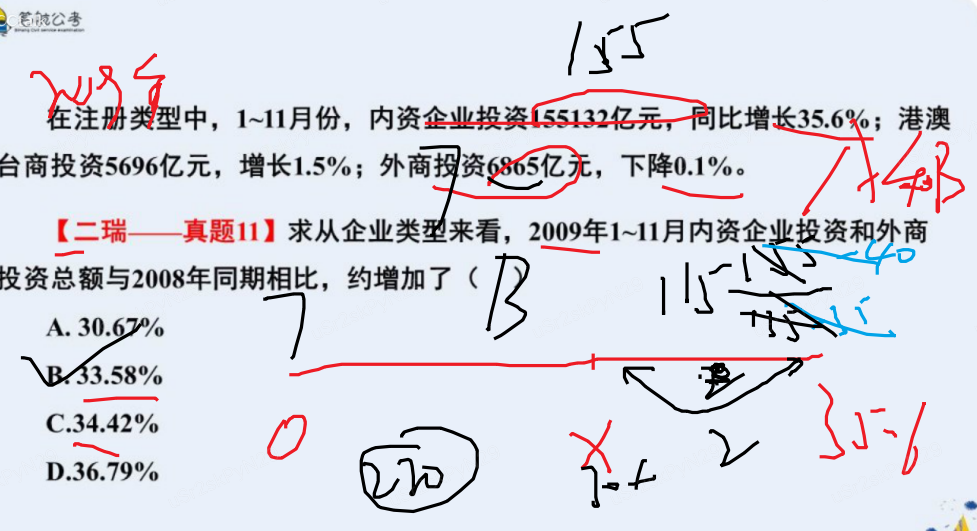 笔啦公考
155
2009年
在注册类型中，1~11月份，内资企业投资155132亿元，同比增长35.6%；港澳
台商投资5696亿元，增长1.5%；外商投资6865亿元，下降0.1%。
7
B
【二瑞——真题11】求从企业类型来看，2009年1~11月内资企业投资和外商
投资总额与2008年同期相比，约增加了（ ）
155
40
115
115
35
7
B
A. 30.67%
B. 33.58%
C.34.42%
D.36.79%
0
2
35.6
230